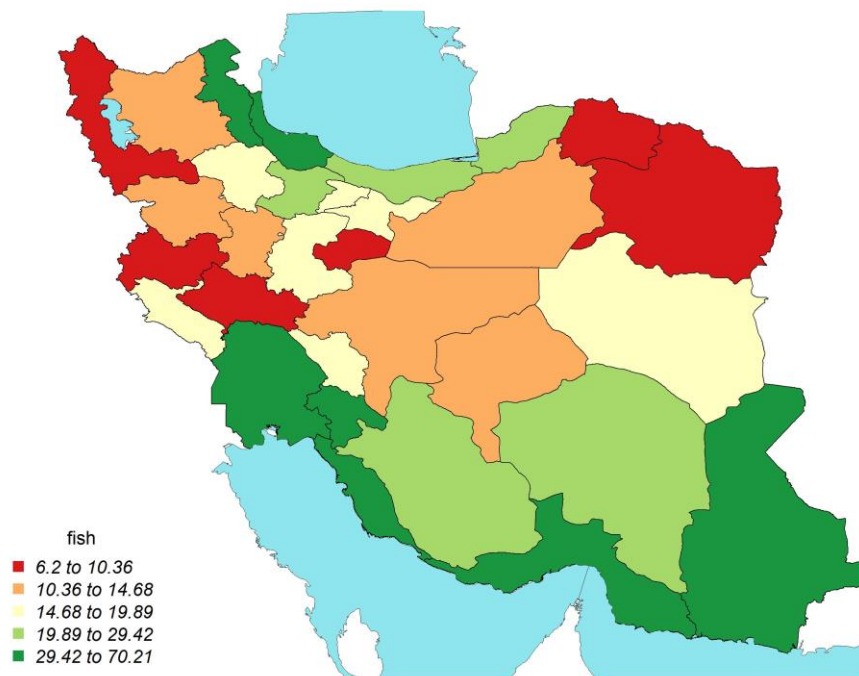 fish
6.2 to 10.36
10.36 to 14.68
14.68 to 19.89
19.89 to 29.42
29.42 to 70.21